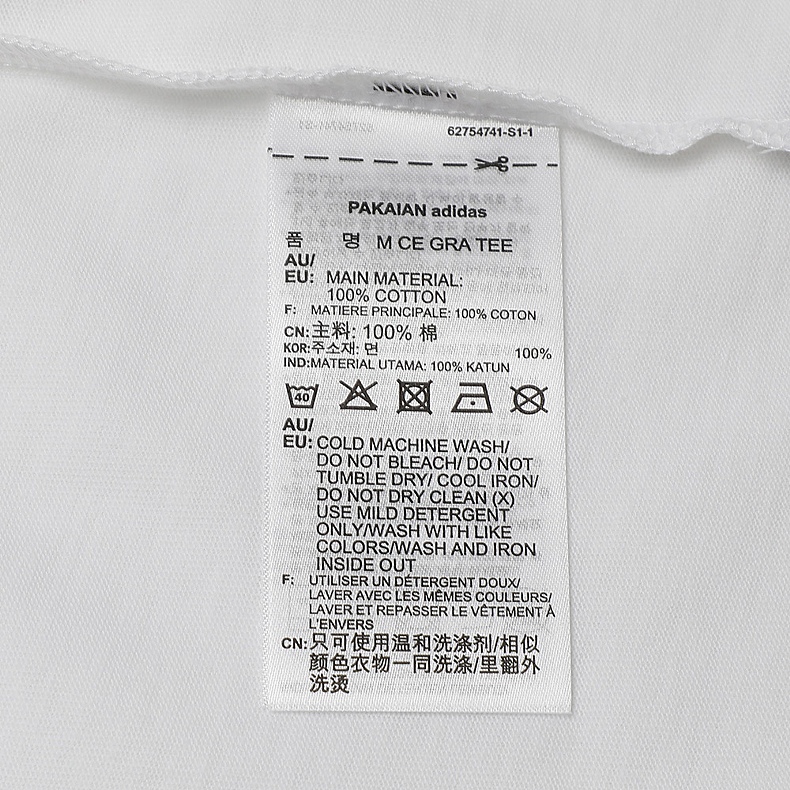 62754741-S1-1
PAKAIAN adidas
품 명 M CE GRA TEE
AU/
EU: MAIN MATERIAL:
100% COTTON
F: MATIERE PRINCIPALE: 100% COTON
CN:主料: 100% 棉
KOR:주소재: 면 100%
IND:MATERIAL UTAMA: 100% KATUN
40
AU/
EU: COLD MACHINE WASH/
DO NOT BLEACH/ DO NOT
TUMBLE DRY/ COOL IRON/
DO NOT DRY CLEAN (X)
USE MILD DETERGENT
ONLY/WASH WITH LIKE
COLORS/WASH AND IRON
INSIDE OUT
F: UTILISER UN DÉTERGENT DOUX/
LAVER AVEC LES MÊMES COULEURS/
LAVER ET REPASSER LE VÊTEMENT À
L'ENVERS
CN:只可使用温和洗涤剂/相似
颜色衣物一同洗涤/里翻外
洗烫